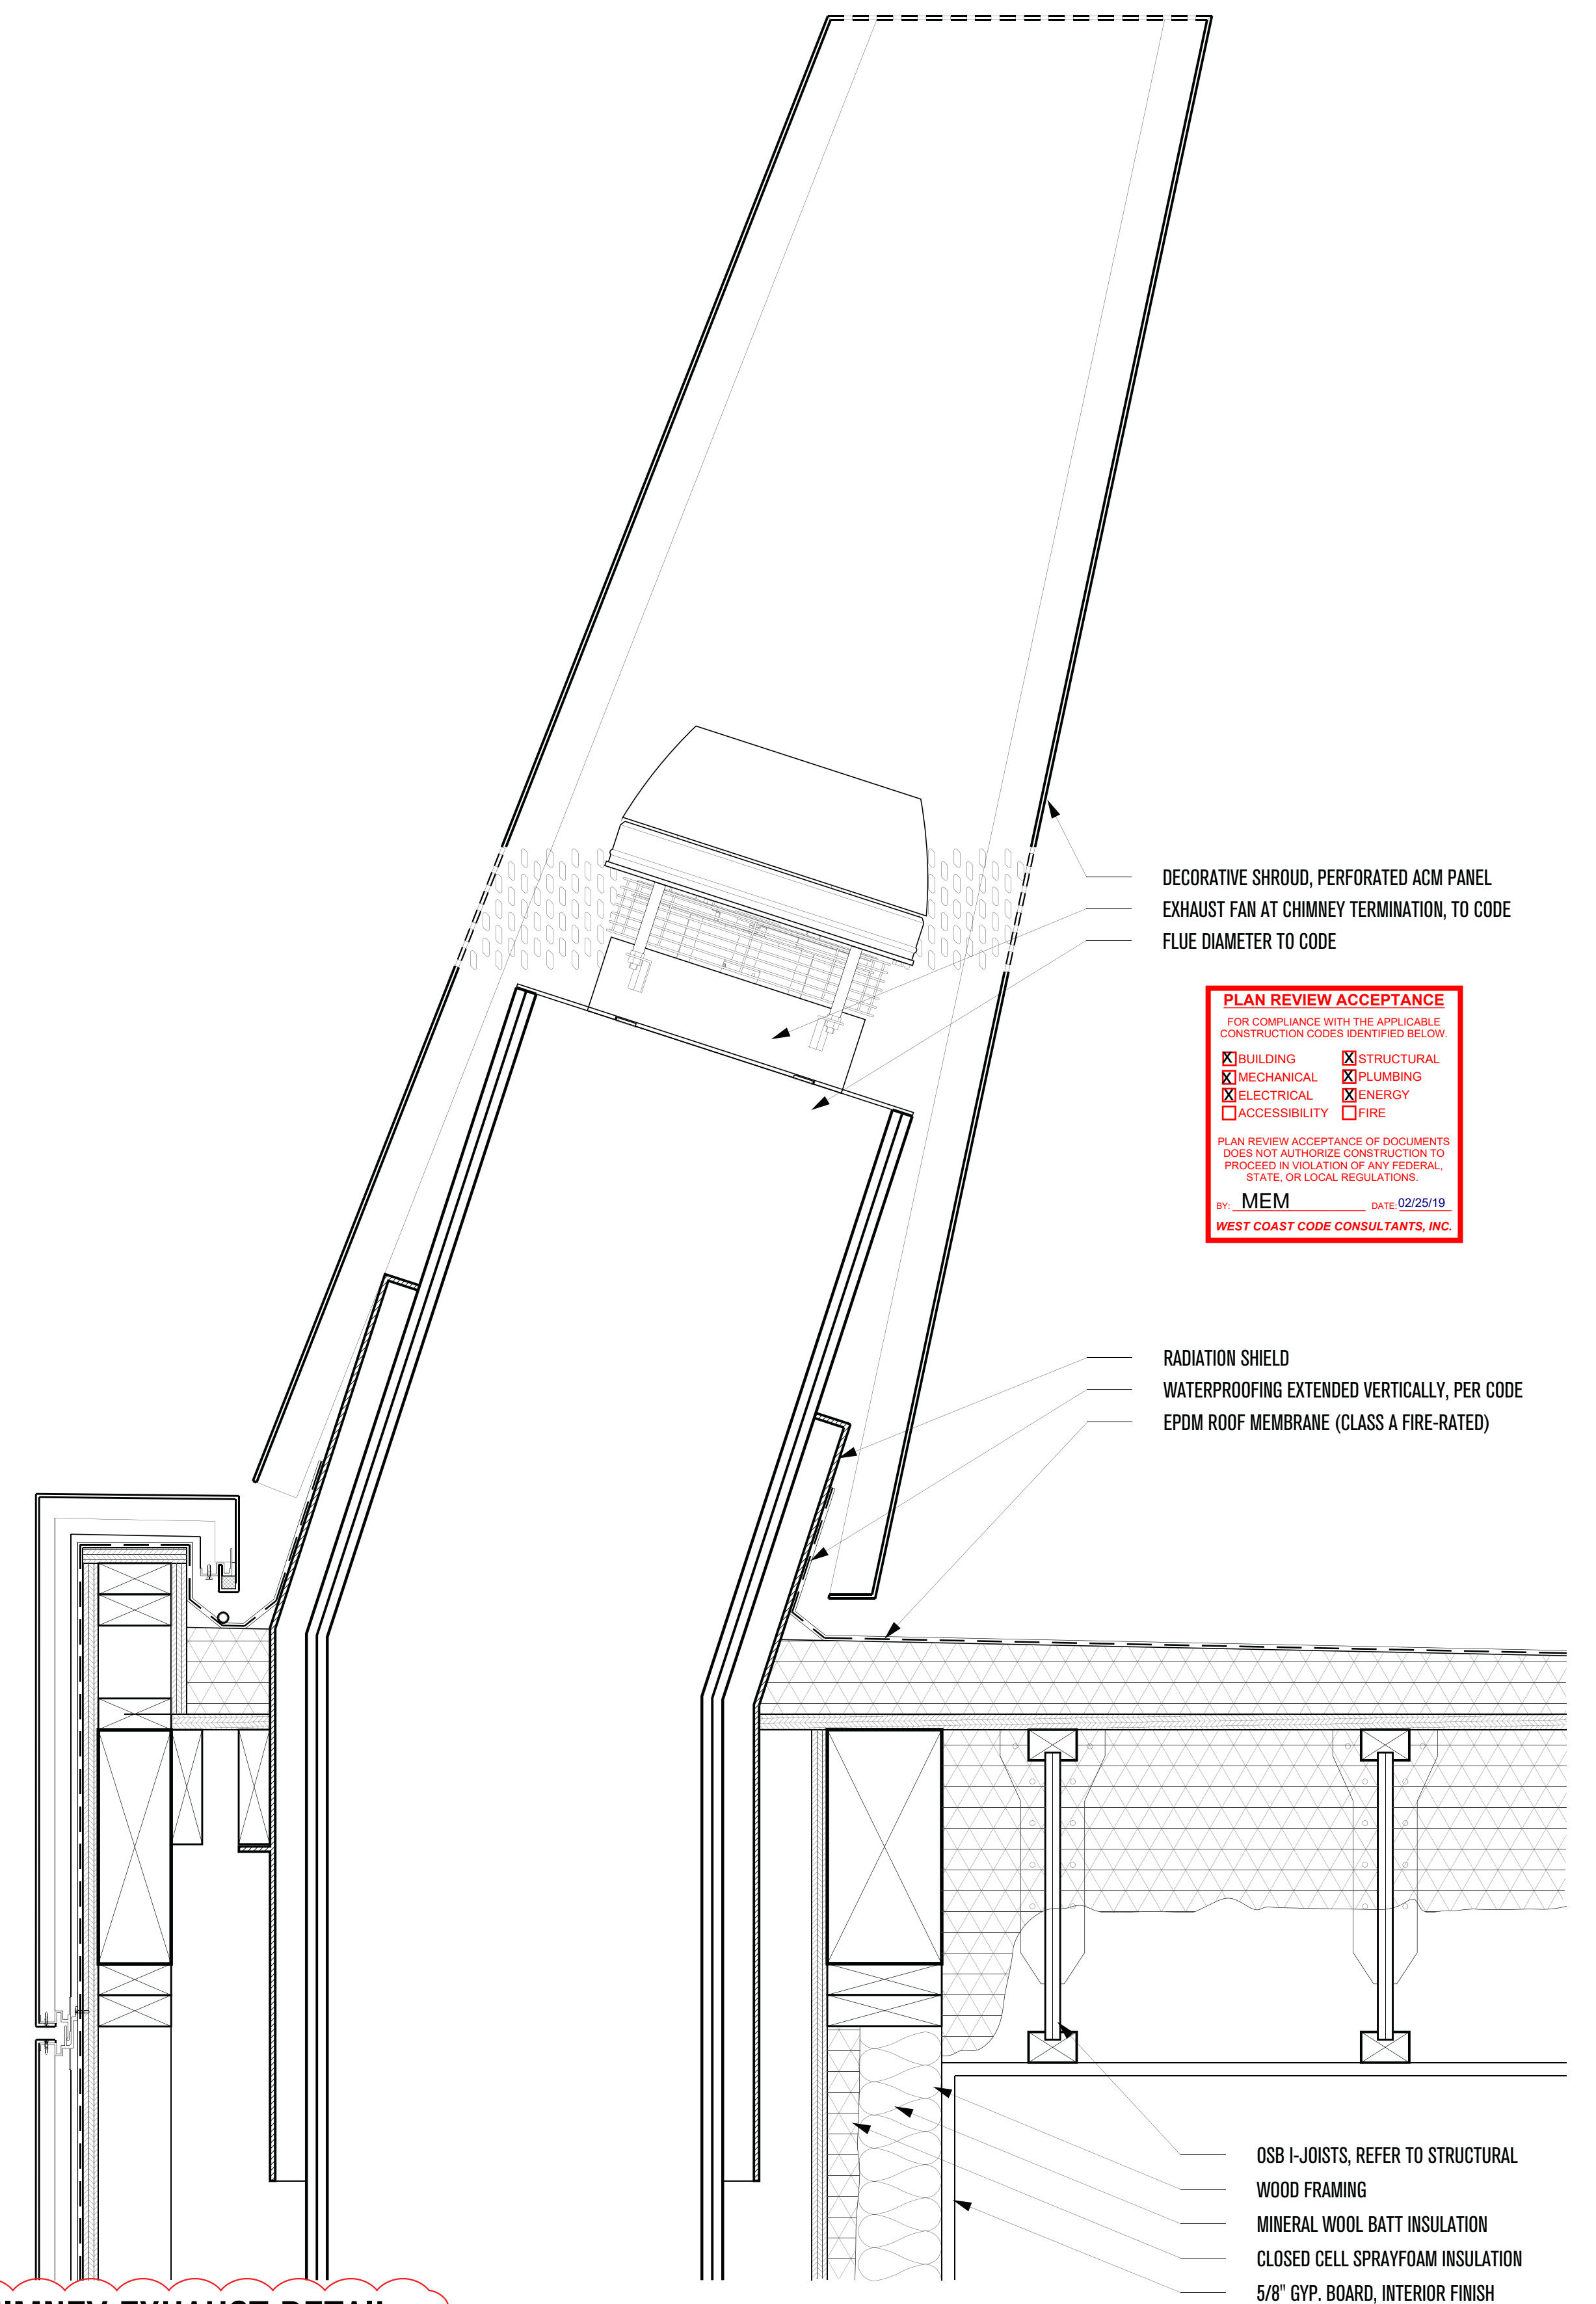 DECORATIVE SHROUD, PERFORATED ACM PANEL
EXHAUST FAN AT CHIMNEY TERMINATION, TO CODE
FLUE DIAMETER TO CODE
PLAN REVIEW ACCEPTANCE
FOR COMPLIANCE WITH THE APPLICABLE
CONSTRUCTION CODES IDENTIFIED BELOW.
X BUILDING X STRUCTURAL
X MECHANICAL X PLUMBING
X ELECTRICAL X ENERGY
ACCESSIBILITY FIRE
PLAN REVIEW ACCEPTANCE OF DOCUMENTS
DOES NOT AUTHORIZE CONSTRUCTION TO
PROCEED IN VIOLATION OF ANY FEDERAL,
STATE, OR LOCAL REGULATIONS.
BY: MEM DATE: 02/25/19
WEST COAST CODE CONSULTANTS, INC.
RADIATION SHIELD
WATERPROOFING EXTENDED VERTICALLY, PER CODE
EPDM ROOF MEMBRANE (CLASS A FIRE-RATED)
OSB I-JOISTS, REFER TO STRUCTURAL
WOOD FRAMING
MINERAL WOOL BATT INSULATION
CLOSED CELL SPRAYFOAM INSULATION
5/8" GYP. BOARD, INTERIOR FINISH
EXHAUST DETAIL